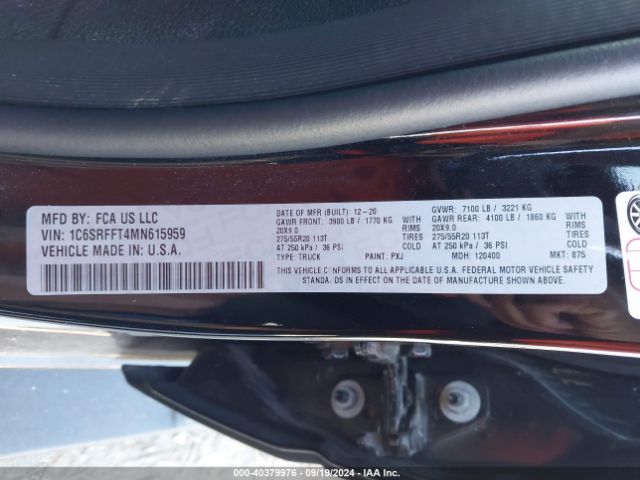 MFD BY: FCA US LLC
VIN: 1C6SRFFT4MN615959
VEHICLE MADE IN: U.S.A.
DATE OF MFR (BUILT): 12-20
GVWR: 7100 LB / 3221 KG
GAWR FRONT: 3900 LB / 1770 KG WITH
GAWR REAR: 4100 LB / 1860 KG WITH
20X9.0 RIMS
20X9.0 RIMS
275/55R20 113T TIRES
275/55R20 113T TIRES
AT 250 kPa / 36 PSI COLD
AT 250 kPa / 36 PSI COLD
TYPE: TRUCK PAINT: PXJ MDH: 120400 MKT: 875
THIS VEHICLE C NFORMS TO ALL APPLICABLE U.S.A. FEDERAL MOTOR VEHICLE SAFETY
STANDA. DS IN EFFECT ON THE DATE OF MANUFACTURE SHOWN ABOVE.
00-40379976 - 09/19/2024 - IAA Inc.